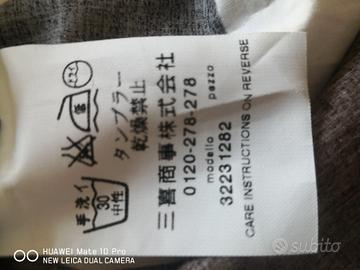 手洗イ
30
中性
タンブラー
乾燥禁止
三喜商事株式会社
0120-278-278
modello pezzo
32231282
CARE INSTRUCTIONS ON REVERSE
HUAWEI Mate 10 Pro
NEW LEICA DUAL CAMERA
subito